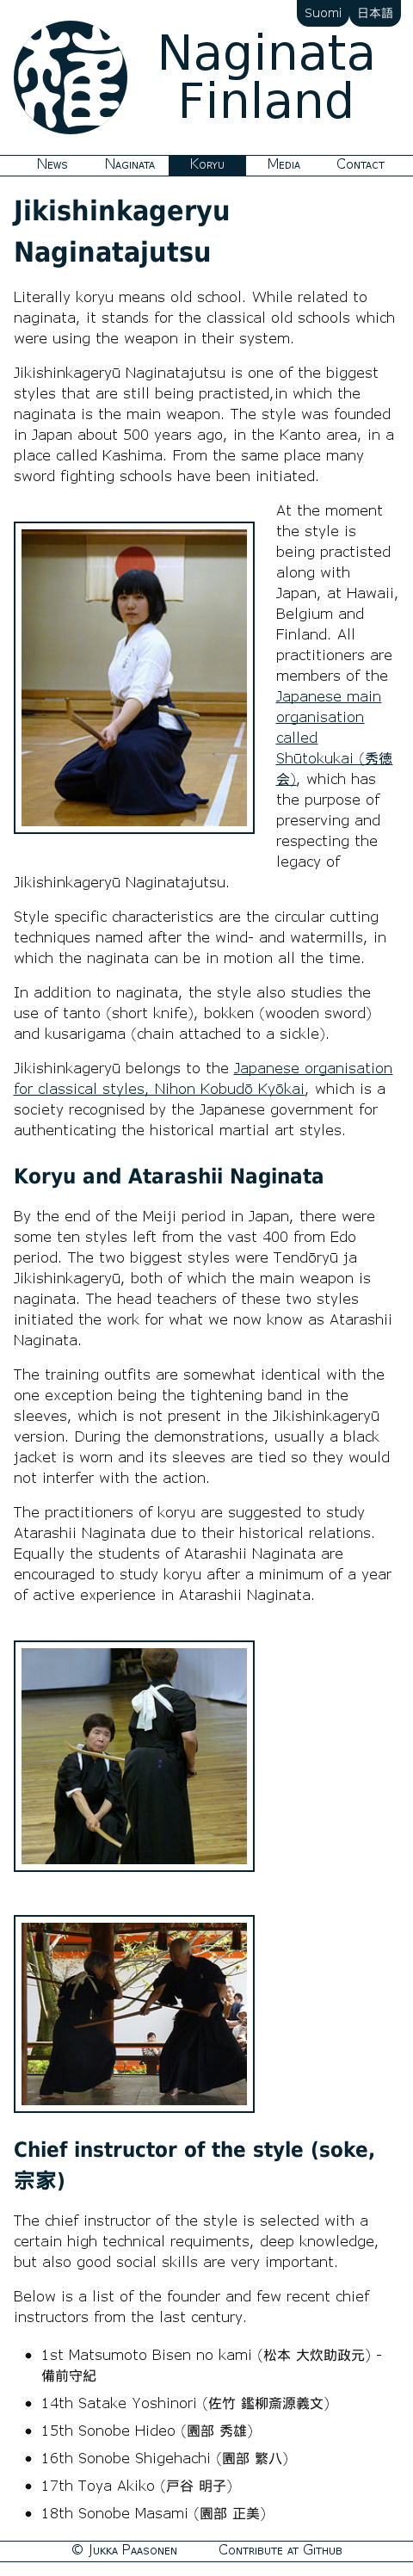 Suomi 日本語
Naginata
Finland
News Naginata Koryu Media Contact
Jikishinkageryu
Naginatajutsu
Literally koryu means old school. While related to
naginata, it stands for the classical old schools which
were using the weapon in their system.
Jikishinkageryū Naginatajutsu is one of the biggest
styles that are still being practisted,in which the
naginata is the main weapon. The style was founded
in Japan about 500 years ago, in the Kanto area, in a
place called Kashima. From the same place many
sword fighting schools have been initiated.
At the moment
the style is
being practisted
along with
Japan, at Hawaii,
Belgium and
Finland. All
practitioners are
members of the
Japanese main
organisation
called
Shūtokukai (秀徳
会), which has
the purpose of
preserving and
respecting the
legacy of
Jikishinkageryū Naginatajutsu.
Style specific characteristics are the circular cutting
techniques named after the wind- and watermills, in
which the naginata can be in motion all the time.
In addition to naginata, the style also studies the
use of tanto (short knife), bokken (wooden sword)
and kusarigama (chain attached to a sickle).
Jikishinkageryū belongs to the Japanese organisation
for classical styles, Nihon Kobudō Kyōkai, which is a
society recognised by the Japanese government for
authenticating the historical martial art styles.
Koryu and Atarashii Naginata
By the end of the Meiji period in Japan, there were
some ten styles left from the vast 400 from Edo
period. The two biggest styles were Tendōryū ja
Jikishinkageryū, both of which the main weapon is
naginata. The head teachers of these two styles
initiated the work for what we now know as Atarashii
Naginata.
The training outfits are somewhat identical with the
one exception being the tightening band in the
sleeves, which is not present in the Jikishinkageryū
version. During the demonstrations, usually a black
jacket is worn and its sleeves are tied so they would
not interfer with the action.
The practitioners of koryu are suggested to study
Atarashii Naginata due to their historical relations.
Equally the students of Atarashii Naginata are
encouraged to study koryu after a minimum of a year
of active experience in Atarashii Naginata.
Chief instructor of the style (soke,
宗家)
The chief instructor of the style is selected with a
certain high technical requiments, deep knowledge,
but also good social skills are very important.
Below is a list of the founder and few recent chief
instructors from the last century.
• 1st Matsumoto Bisen no kami (松本 大炊助政元) -
備前守紀
• 14th Satake Yoshinori (佐竹 鑑柳斎源義文)
• 15th Sonobe Hideo (園部 秀雄)
• 16th Sonobe Shigehachi (園部 繁八)
• 17th Toya Akiko (戸谷 明子)
• 18th Sonobe Masami (園部 正美)
© Jukka Paasonen Contribute at Github